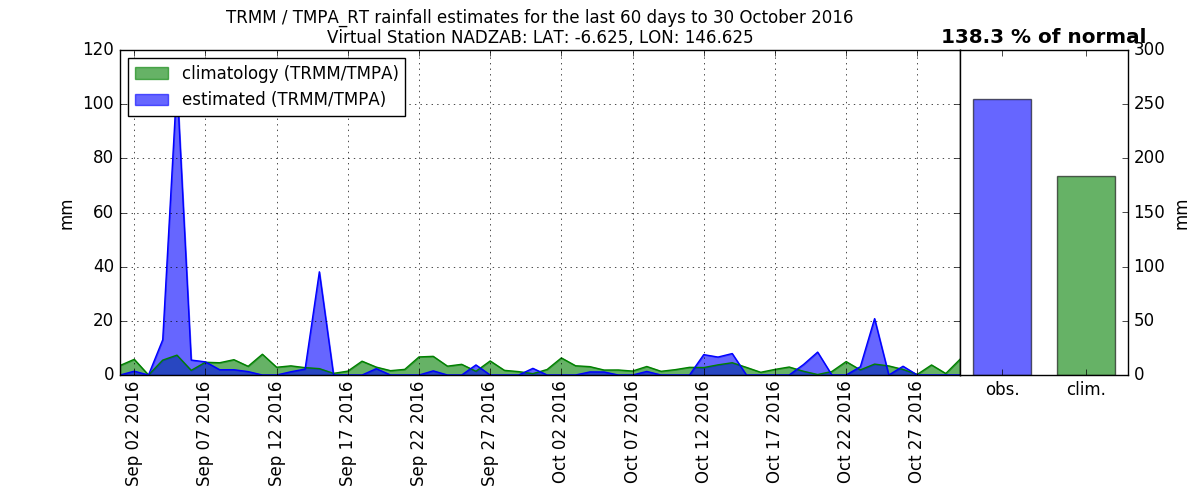 TRMM / TMPA_RT rainfall estimates for the last 60 days to 30 October 2016
Virtual Station NADZAB: LAT: -6.625, LON: 146.625
138.3 % of normal
climatology (TRMM/TMPA)
estimated (TRMM/TMPA)
mm
120
100
80
60
40
20
0
Sep 02 2016
Sep 07 2016
Sep 12 2016
Sep 17 2016
Sep 22 2016
Sep 27 2016
Oct 02 2016
Oct 07 2016
Oct 12 2016
Oct 17 2016
Oct 22 2016
Oct 27 2016
300
250
200
150
100
50
0
mm
obs.
clim.